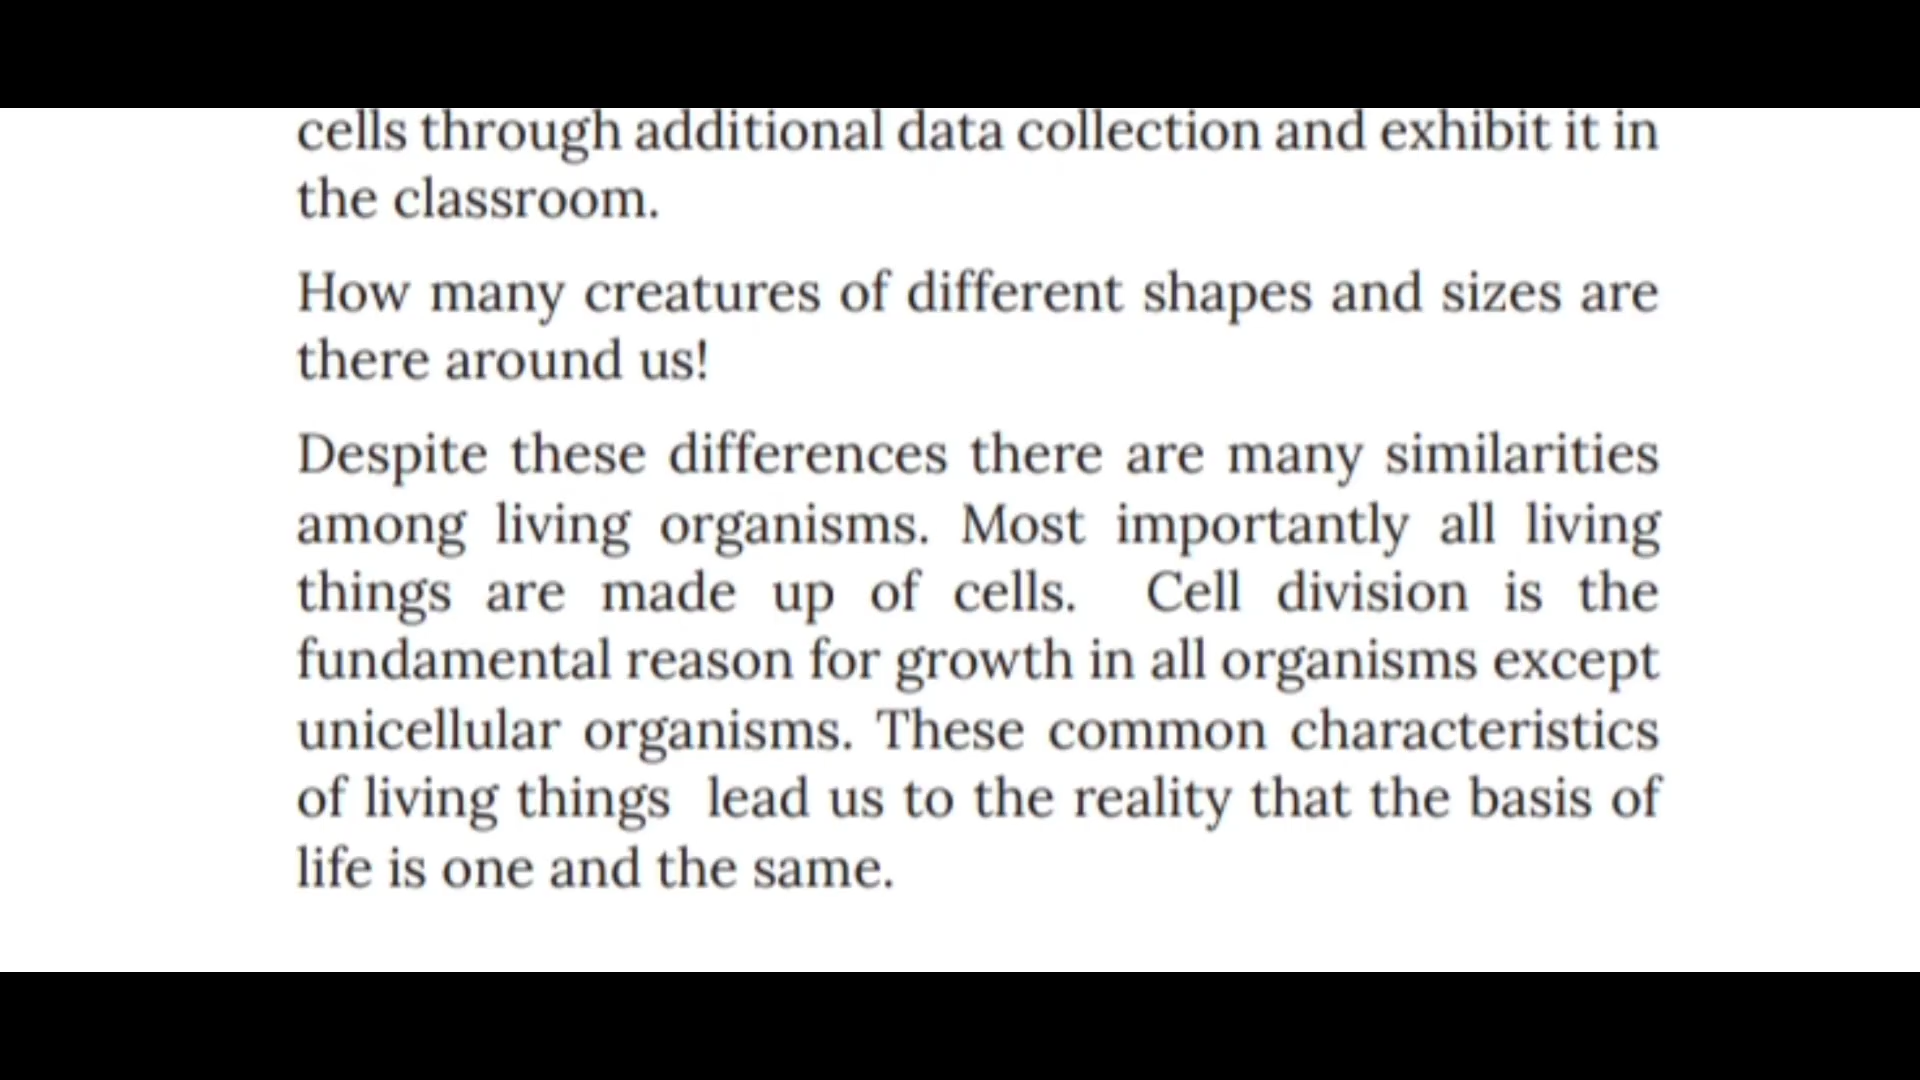 cells through additional data collection and exhibit it in
the classroom.
How many creatures of different shapes and sizes are
there around us!
Despite these differences there are many similarities
among living organisms. Most importantly all living
things are made up of cells.  Cell division is the
fundamental reason for growth in all organisms except
unicellular organisms. These common characteristics
of living things  lead us to the reality that the basis of
life is one and the same.